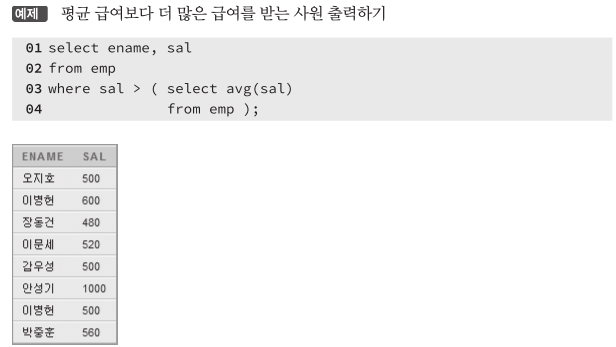 예제 평균 급여보다 더 많은 급여를 받는 사원 출력하기
01 select ename, sal
02 from emp
03 where sal > ( select avg(sal)
04 from emp );
ENAME SAL
오지호 500
이병헌 600
장동건 480
이문세 520
감우성 500
안성기 1000
이병헌 500
박중훈 560